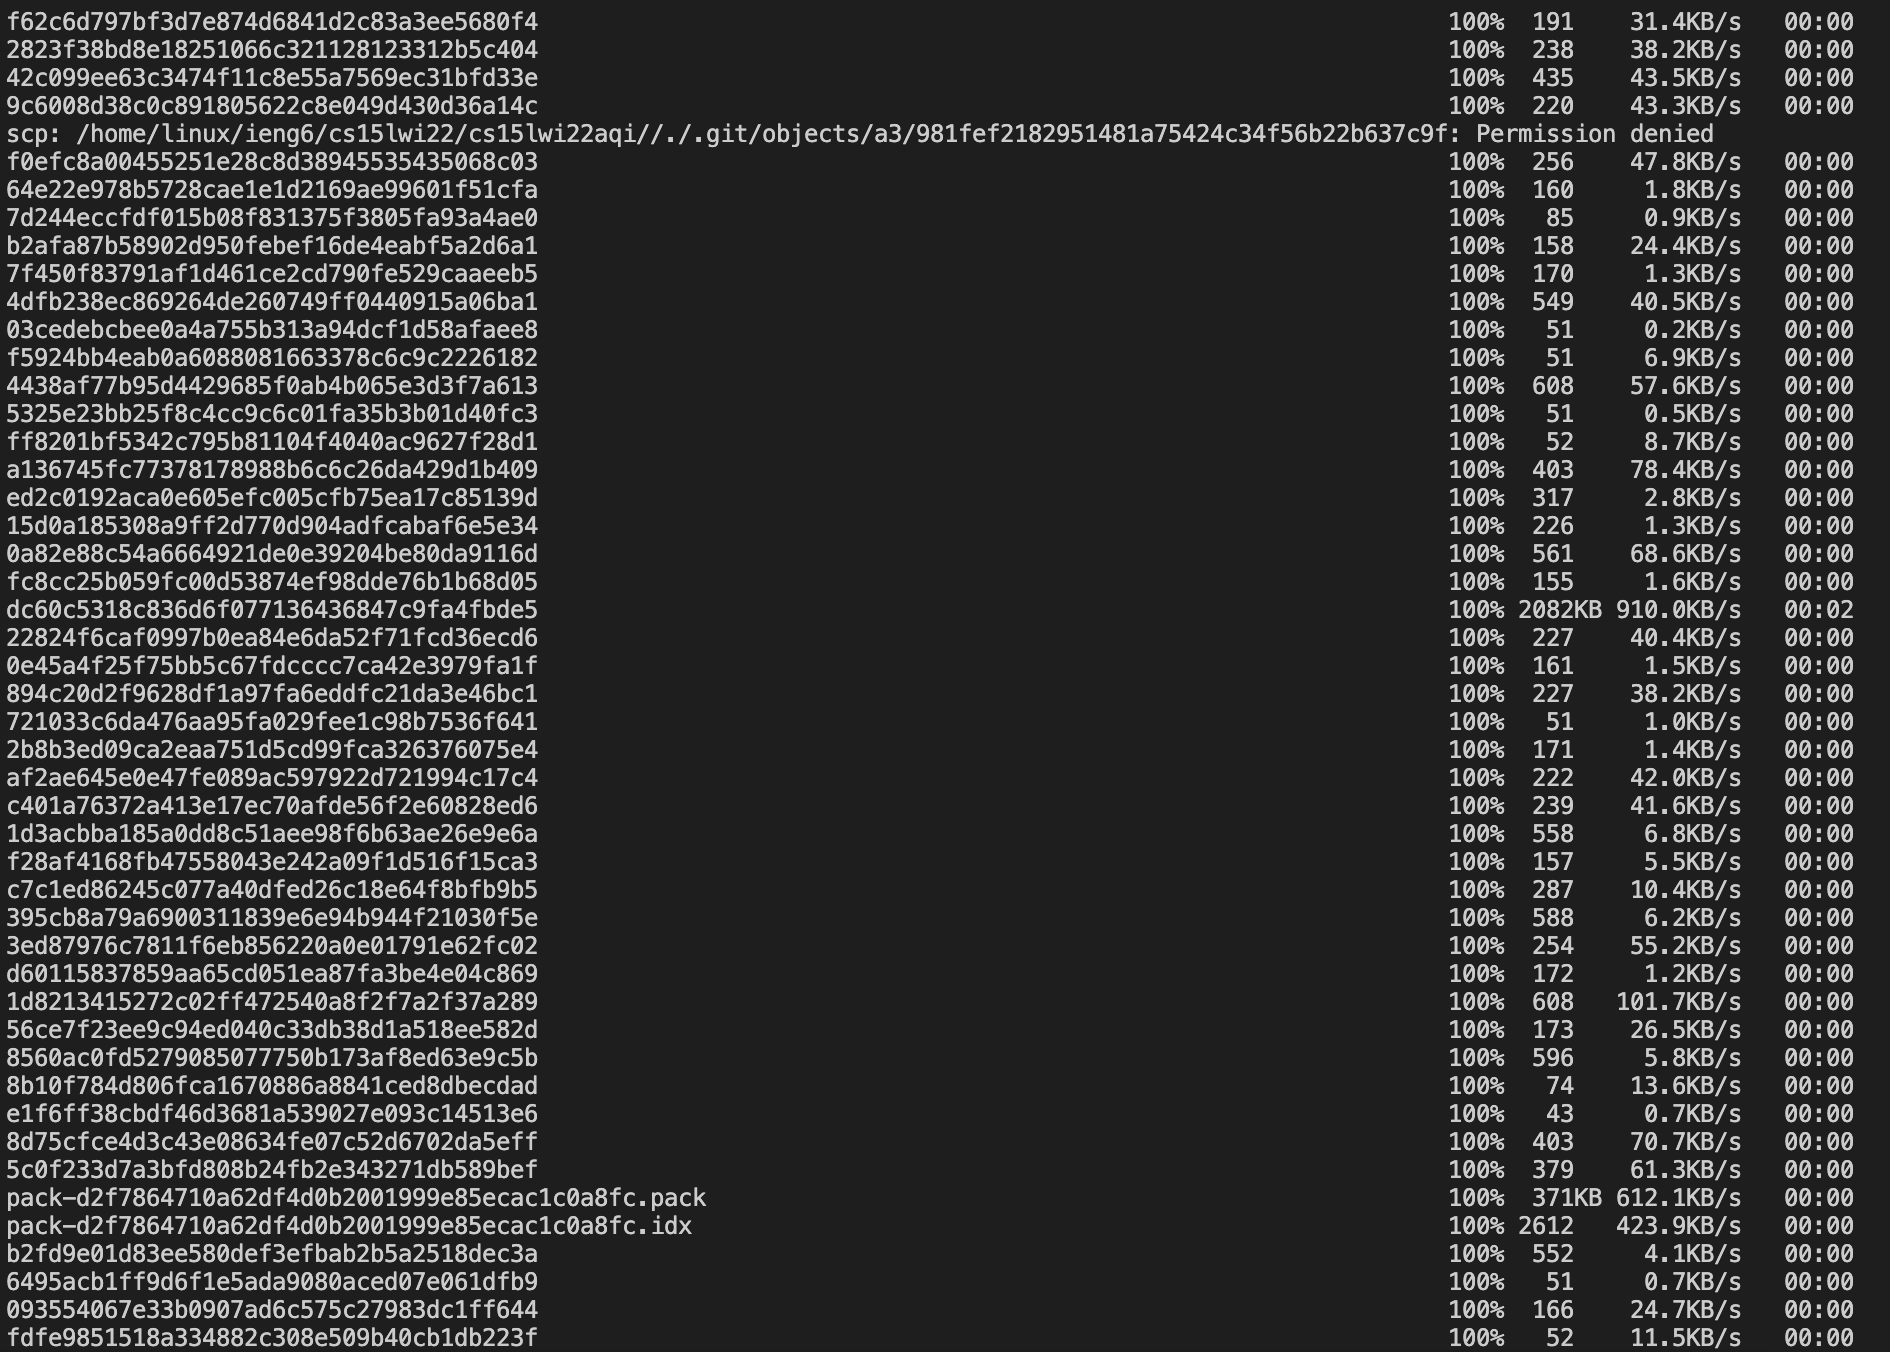 f62c6d797bf3d7e874d6841d2c83a3ee5680f4 100% 191 31.4KB/s 00:00
2823f38bd8e18251066c321128123312b5c404 100% 238 38.2KB/s 00:00
42c099ee63c3474f11c8e55a7569ec31bfd33e 100% 435 43.5KB/s 00:00
9c6008d38c0c891805622c8e049d430d36a14c 100% 220 43.3KB/s 00:00
scp: /home/linux/ieng6/cs15lwi22/cs15lwi22aqi//./.git/objects/a3/981fef2182951481a75424c34f56b22b637c9f: Permission denied
f0efc8a00455251e28c8d38945535435068c03 100% 256 47.8KB/s 00:00
64e22e978b5728cae1e1d2169ae99601f51cfa 100% 160 1.8KB/s 00:00
7d244eccfdf015b08f831375f3805fa93a4ae0 100% 85 0.9KB/s 00:00
b2afa87b58902d950febef16de4eabf5a2d6a1 100% 158 24.4KB/s 00:00
7f450f83791af1d461ce2cd790fe529caaeeb5 100% 170 1.3KB/s 00:00
4dfb238ec869264de260749ff0440915a06ba1 100% 549 40.5KB/s 00:00
03cedebcbee0a4a755b313a94dcf1d58afaee8 100% 51 0.2KB/s 00:00
f5924bb4eab0a6088081663378c6c9c2226182 100% 51 6.9KB/s 00:00
4438af77b95d4429685f0ab4b065e3d3f7a613 100% 608 57.6KB/s 00:00
5325e23bb25f8c4cc9c6c01fa35b3b01d40fc3 100% 51 0.5KB/s 00:00
ff8201bf5342c795b81104f4040ac9627f28d1 100% 52 8.7KB/s 00:00
a136745fc77378178988b6c6c26da429d1b409 100% 403 78.4KB/s 00:00
ed2c0192aca0e605efc005cfb75ea17c85139d 100% 317 2.8KB/s 00:00
15d0a185308a9ff2d770d904adfcabaf6e5e34 100% 226 1.3KB/s 00:00
0a82e88c54a6664921de0e39204be80da9116d 100% 561 68.6KB/s 00:00
fc8cc25b059fc00d53874ef98dde76b1b68d05 100% 155 1.6KB/s 00:00
dc60c5318c836d6f077136436847c9fa4fbde5 100% 2082KB 910.0KB/s 00:02
22824f6caf0997b0ea84e6da52f71fcd36ecd6 100% 227 40.4KB/s 00:00
0e45a4f25f75bb5c67fdcccc7ca42e3979fa1f 100% 161 1.5KB/s 00:00
894c20d2f9628df1a97fa6eddfc21da3e46bc1 100% 227 38.2KB/s 00:00
721033c6da476aa95fa029fee1c98b7536f641 100% 51 1.0KB/s 00:00
2b8b3ed09ca2eaa751d5cd99fca326376075e4 100% 171 1.4KB/s 00:00
af2ae645e0e47fe089ac597922d721994c17c4 100% 222 42.0KB/s 00:00
c401a76372a413e17ec70afde56f2e60828ed6 100% 239 41.6KB/s 00:00
1d3acbba185a0dd8c51aee98f6b63ae26e9e6a 100% 558 6.8KB/s 00:00
f28af4168fb47558043e242a09f1d516f15ca3 100% 157 5.5KB/s 00:00
c7c1ed86245c077a40dfed26c18e64f8bfb9b5 100% 287 10.4KB/s 00:00
395cb8a79a6900311839e6e94b944f21030f5e 100% 588 6.2KB/s 00:00
3ed87976c7811f6eb856220a0e01791e62fc02 100% 254 55.2KB/s 00:00
d60115837859aa65cd051ea87fa3be4e04c869 100% 172 1.2KB/s 00:00
1d8213415272c02ff472540a8f2f7a2f37a289 100% 608 101.7KB/s 00:00
56ce7f23ee9c94ed040c33db38d1a518ee582d 100% 173 26.5KB/s 00:00
8560ac0fd5279085077750b173af8ed63e9c5b 100% 596 5.8KB/s 00:00
8b10f784d806fca1670886a8841ced8dbecdad 100% 74 13.6KB/s 00:00
e1f6ff38cbdf46d3681a539027e093c14513e6 100% 43 0.7KB/s 00:00
8d75cfce4d3c43e08634fe07c52d6702da5eff 100% 403 70.7KB/s 00:00
5c0f233d7a3bfd808b24fb2e343271db589bef 100% 379 61.3KB/s 00:00
pack-d2f7864710a62df4d0b2001999e85ecac1c0a8fc.pack 100% 371KB 612.1KB/s 00:00
pack-d2f7864710a62df4d0b2001999e85ecac1c0a8fc.idx 100% 2612 423.9KB/s 00:00
b2fd9e01d83ee580def3efbab2b5a2518dec3a 100% 552 4.1KB/s 00:00
6495acb1ff9d6f1e5ada9080aced07e061dfb9 100% 51 0.7KB/s 00:00
093554067e33b0907ad6c575c27983dc1ff644 100% 166 24.7KB/s 00:00
fdfe9851518a334882c308e509b40cb1db223f 100% 52 11.5KB/s 00:00